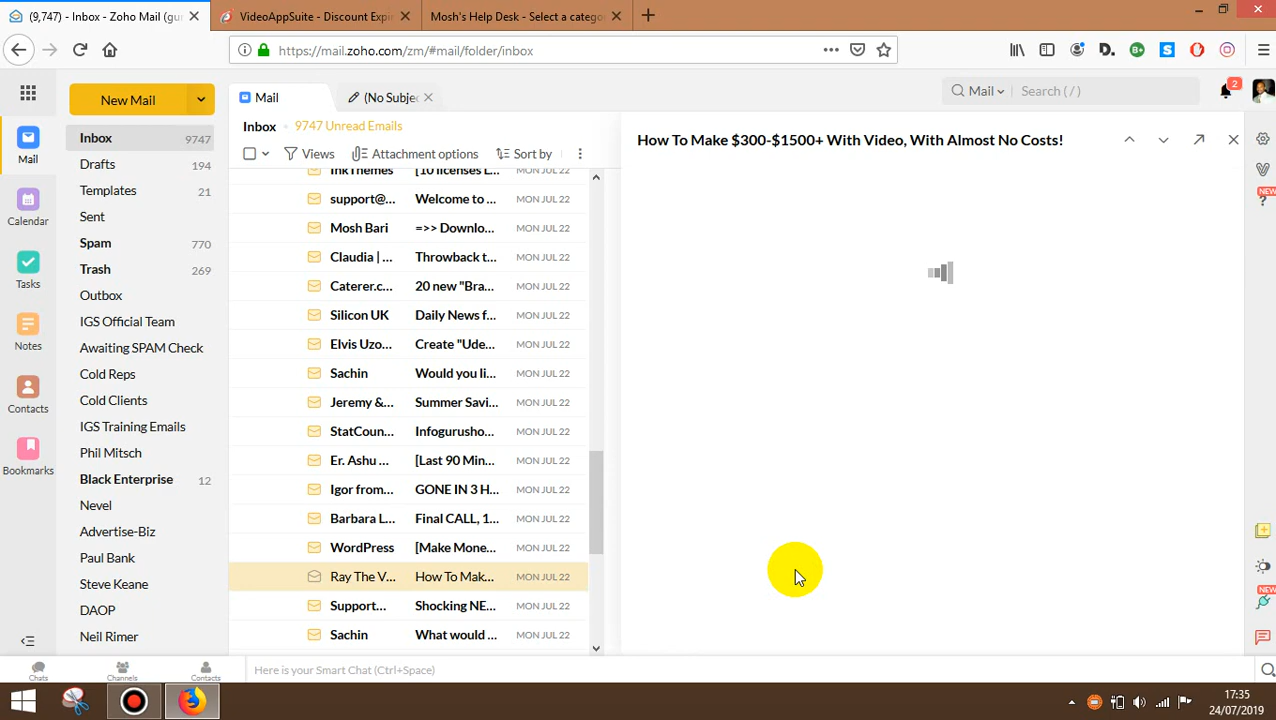 (9,747) - Inbox - Zoho Mail (gu
VideoAppSuite - Discount Expi
Mosh's Help Desk - Select a catego
https://mail.zoho.com/zm/#mail/folder/inbox
D.
B+
S
New Mail
Mail
(No Subje
Mail
Search ( / )
2
Inbox 9747
Inbox
9747 Unread Emails
How To Make $300-$1500+ With Video, With Almost No Costs!
Mail
Drafts 194
Views
Attachment options
Sort by
InkThemes [10 licenses L...
NEW
Templates 21
support@... Welcome to ... MON JUL 22
Calendar
Sent
Mosh Bari =>> Downlo... MON JUL 22
Spam 770
Claudia | ... Throwback t... MON JUL 22
Trash 269
Caterer.c... 20 new "Bra... MON JUL 22
Tasks
Outbox
Silicon UK Daily News f... MON JUL 22
IGS Official Team
Elvis Uzo... Create "Ude... MON JUL 22
Notes
Awaiting SPAM Check
Sachin Would you li... MON JUL 22
Cold Reps
Jeremy &... Summer Savi... MON JUL 22
Contacts
Cold Clients
StatCoun... Infogurusho... MON JUL 22
IGS Training Emails
Er. Ashu ... [Last 90 Min... MON JUL 22
Phil Mitsch
Bookmarks
Black Enterprise 12
Igor from... GONE IN 3 H... MON JUL 22
Nevel
Barbara L... Final CALL, 1... MON JUL 22
Advertise-Biz
WordPress [Make Mone... MON JUL 22
Paul Bank
Ray The V... How To Mak... MON JUL 22
Steve Keane
NEW
DAOP
Support... Shocking NE... MON JUL 22
Neil Rimer
Sachin What would ... MON JUL 22
Chats
Channels
Contacts
Here is your Smart Chat (Ctrl+Space)
17:35
24/07/2019